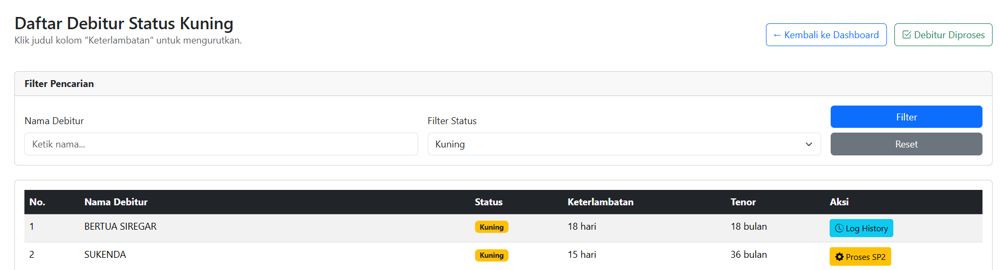 Daftar Debitur Status Kuning
Klik judul kolom "Keterlambatan" untuk mengurutkan.
← Kembali ke Dashboard
Debitur Diproses
Filter Pencarian
Nama Debitur
Ketik nama...
Filter Status
Kuning
Filter
Reset
No. Nama Debitur Status Keterlambatan Tenor Aksi
1 BERTUA SIREGAR Kuning 18 hari 18 bulan Log History
2 SUKENDA Kuning 15 hari 36 bulan Proses SP2